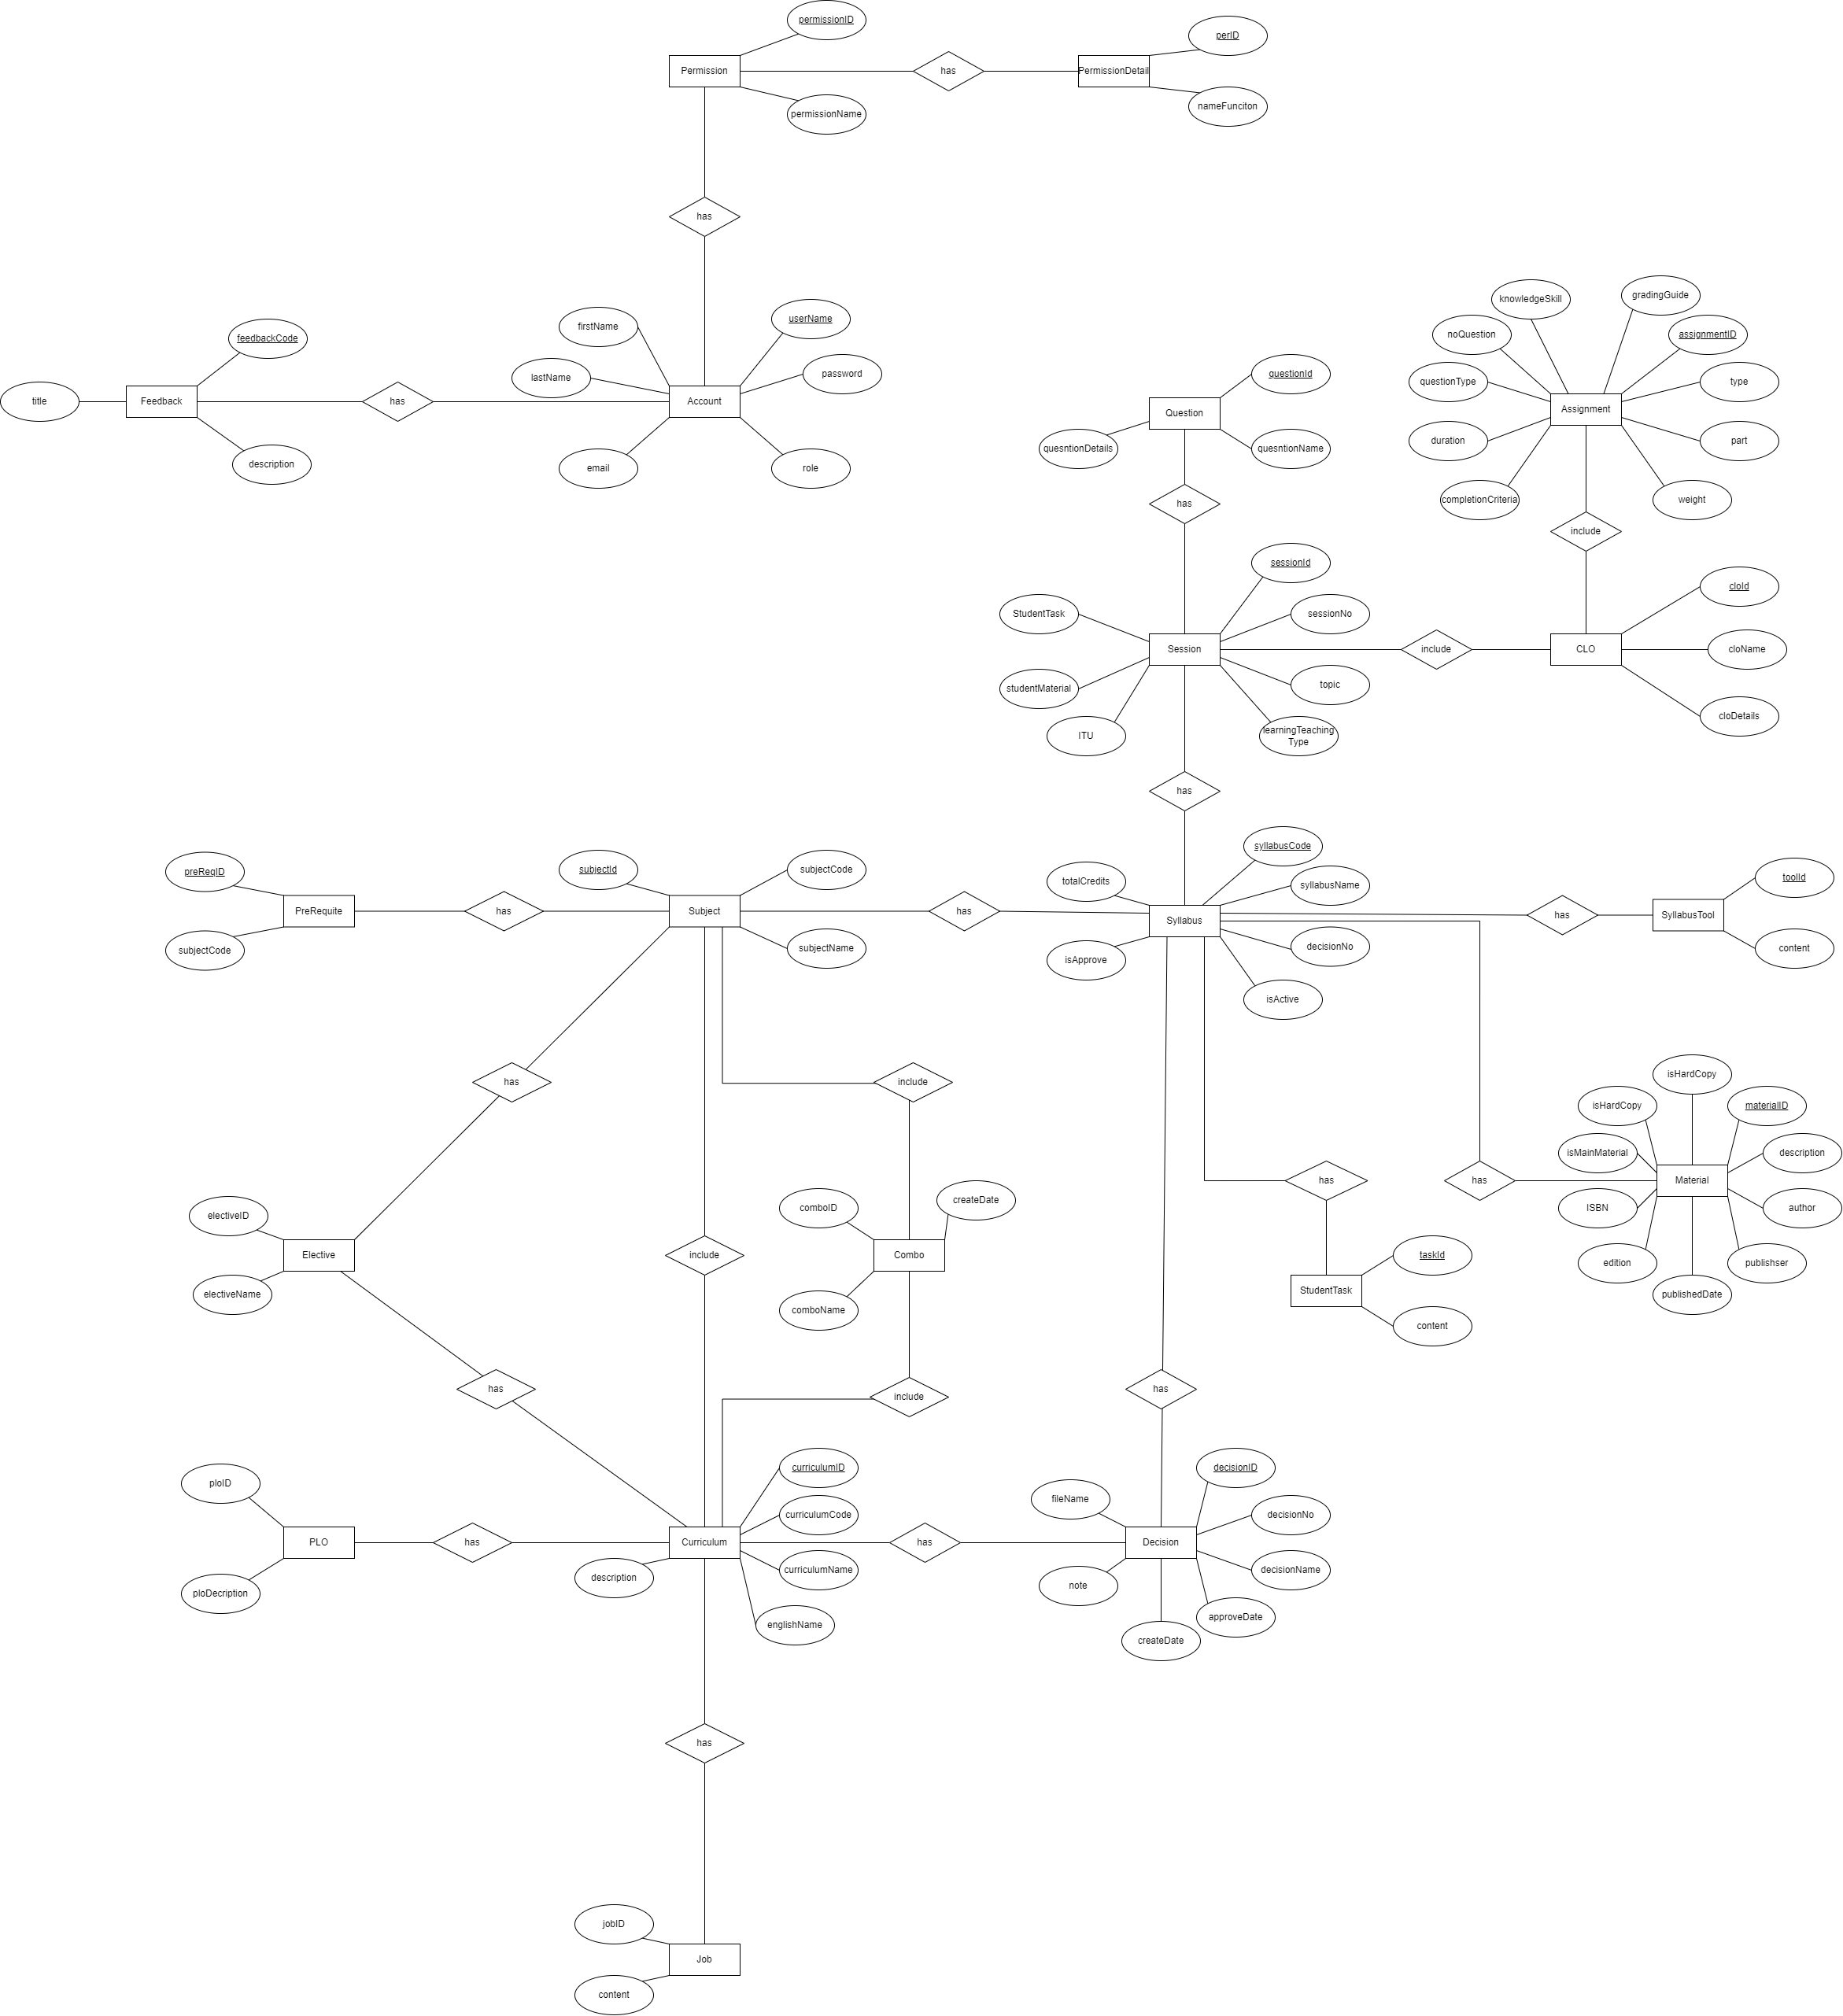 permissionID
perID
Permission
has
PermissionDetail
nameFunciton
permissionName
has
knowledgeSkill
gradingGuide
firstName
userName
feedbackCode
noQuestion
assignmentID
lastName
password
questionId
questionType
type
title
Feedback
has
Account
Question
Assignment
quesntionDetails
quesntionName
duration
part
description
email
role
completionCriteria
weight
has
include
sessionId
cloId
StudentTask
sessionNo
Session
include
CLO
cloName
studentMaterial
topic
cloDetails
ITU
learningTeaching
Type
has
syllabusCode
preReqID
subjectId
subjectCode
totalCredits
syllabusName
toolId
PreRequite
has
Subject
has
Syllabus
has
SyllabusTool
subjectCode
subjectName
isApprove
decisionNo
content
isActive
has
include
isHardCopy
isHardCopy
materialID
isMainMaterial
description
has
has
Material
comboID
createDate
ISBN
author
electiveID
Elective
include
Combo
taskId
edition
publishser
electiveName
comboName
StudentTask
publishedDate
content
has
include
has
ploID
curriculumID
decisionID
fileName
curriculumCode
decisionNo
PLO
has
Curriculum
has
Decision
description
curriculumName
decisionName
ploDecription
note
englishName
approveDate
createDate
has
jobID
Job
content